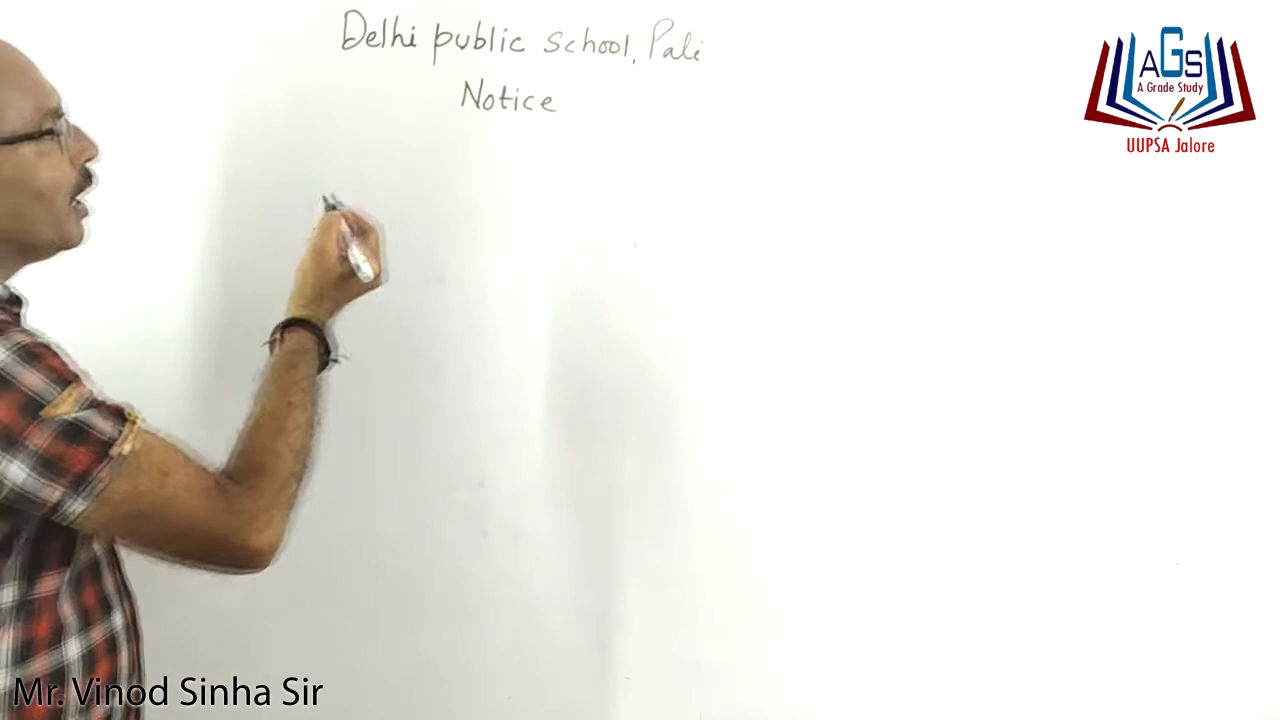 Delhi public school, Pali
Notice
AGS
A Grade Study
UUPSA Jalore
Mr. Vinod Sinha Sir